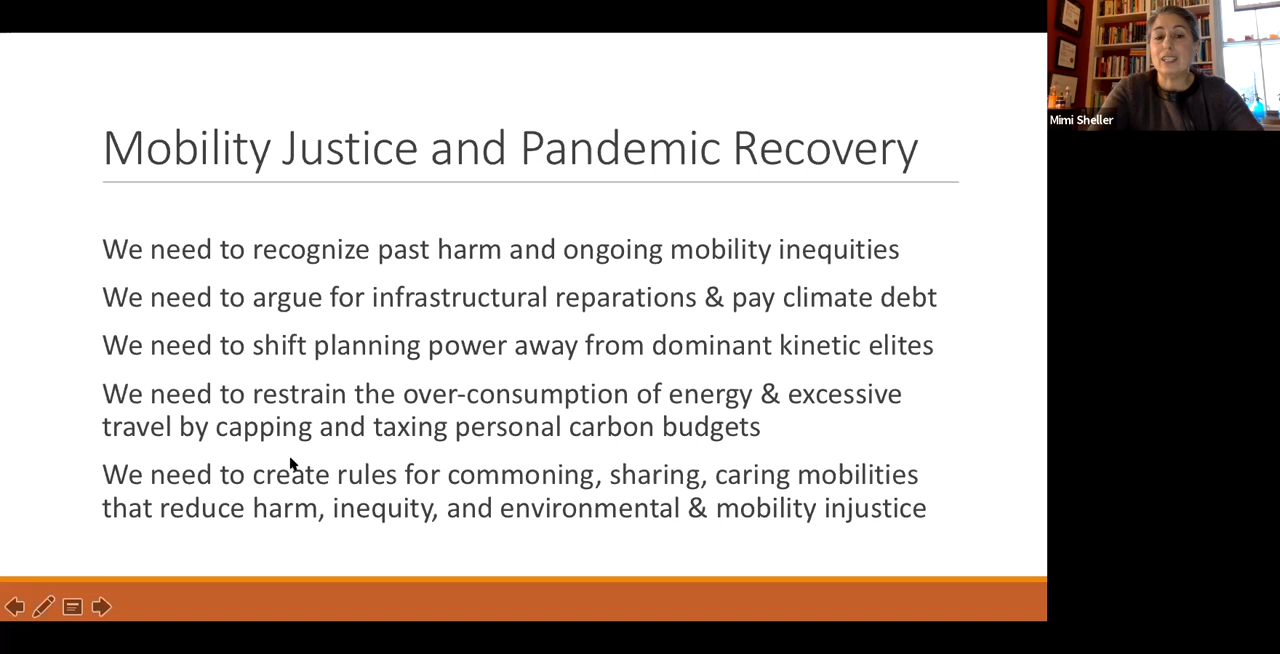 Mobility Justice and Pandemic Recovery
We need to recognize past harm and ongoing mobility inequities
We need to argue for infrastructural reparations & pay climate debt
We need to shift planning power away from dominant kinetic elites
We need to restrain the over-consumption of energy & excessive
travel by capping and taxing personal carbon budgets
We need to create rules for commoning, sharing, caring mobilities
that reduce harm, inequity, and environmental & mobility injustice
Mimi Sheller